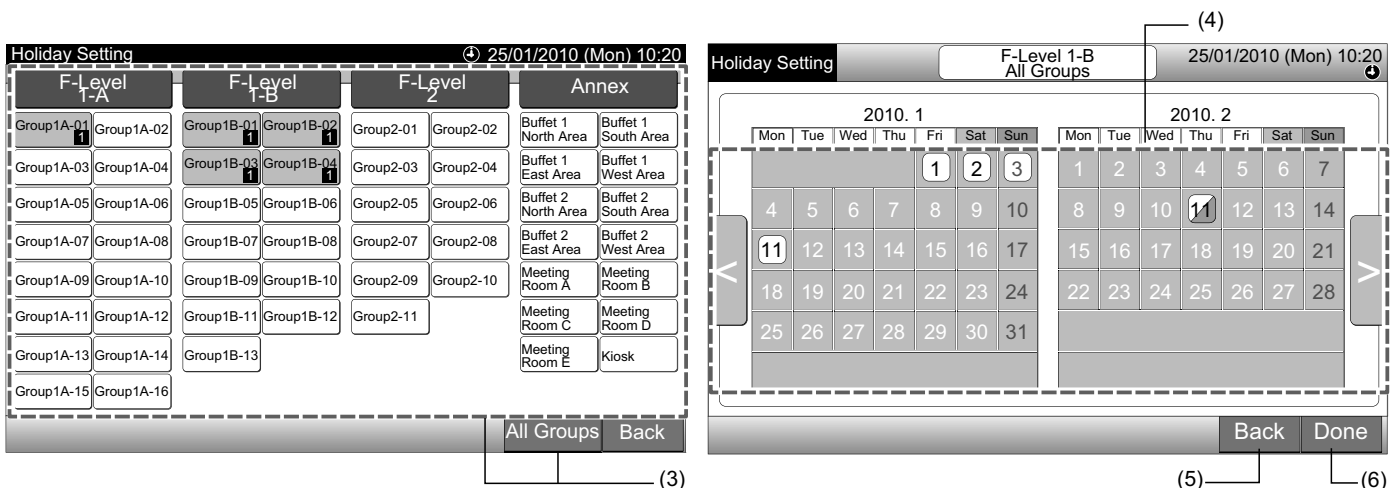 (4)
Holiday Setting
25/01/2010 (Mon) 10:20
F-Level
1-A
F-Level
1-B
F-Level
2
Annex
Group1A-01 1 Group1A-02 Group1B-01 1 Group1B-02 1 Group2-01 Group2-02 Buffet 1 North Area Buffet 1 South Area
Group1A-03 Group1A-04 Group1B-03 1 Group1B-04 1 Group2-03 Group2-04 Buffet 1 East Area Buffet 1 West Area
Group1A-05 Group1A-06 Group1B-05 Group1B-06 Group2-05 Group2-06 Buffet 2 North Area Buffet 2 South Area
Group1A-07 Group1A-08 Group1B-07 Group1B-08 Group2-07 Group2-08 Buffet 2 East Area Buffet 2 West Area
Group1A-09 Group1A-10 Group1B-09 Group1B-10 Group2-09 Group2-10 Meeting Room A Meeting Room B
Group1A-11 Group1A-12 Group1B-11 Group1B-12 Group2-11 Meeting Room C Meeting Room D
Group1A-13 Group1A-14 Group1B-13 Meeting Room E Kiosk
Group1A-15 Group1A-16
All Groups Back
(3)
Holiday Setting
F-Level 1-B
All Groups
25/01/2010 (Mon) 10:20
2010. 1
Mon Tue Wed Thu Fri Sat Sun
1 2 3
4 5 6 7 8 9 10
11 12 13 14 15 16 17
18 19 20 21 22 23 24
25 26 27 28 29 30 31
2010. 2
Mon Tue Wed Thu Fri Sat Sun
1 2 3 4 5 6 7
8 9 10 11 12 13 14
15 16 17 18 19 20 21
22 23 24 25 26 27 28
< >
Back Done
(5) (6)